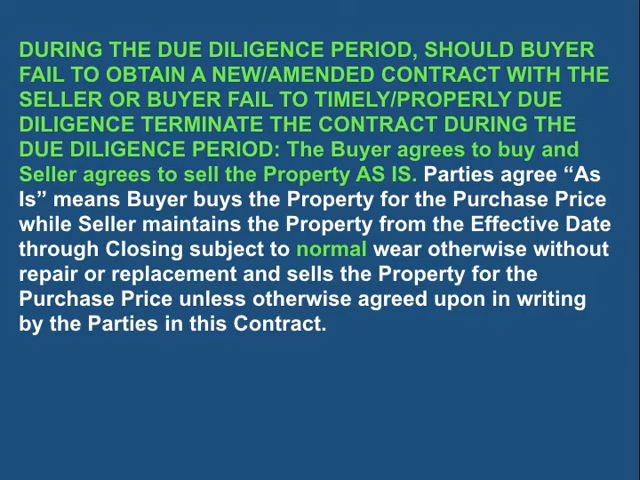 DURING THE DUE DILIGENCE PERIOD, SHOULD BUYER
FAIL TO OBTAIN A NEW/AMENDED CONTRACT WITH THE
SELLER OR BUYER FAIL TO TIMELY/PROPERLY DUE
DILIGENCE TERMINATE THE CONTRACT DURING THE
DUE DILIGENCE PERIOD: The Buyer agrees to buy and
Seller agrees to sell the Property AS IS. Parties agree “As
Is” means Buyer buys the Property for the Purchase Price
while Seller maintains the Property from the Effective Date
through Closing subject to normal wear otherwise without
repair or replacement and sells the Property for the
Purchase Price unless otherwise agreed upon in writing
by the Parties in this Contract.